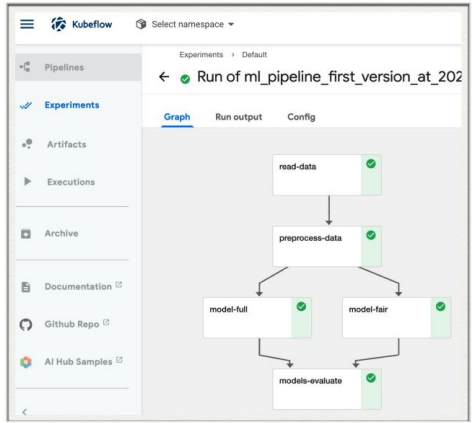 Kubeflow
Select namespace
Pipelines
Experiments
Artifacts
Executions
Archive
Documentation
Github Repo
AI Hub Samples
Experiments › Default
Run of ml_pipeline_first_version_at_202
Graph Run output Config
read-data
preprocess-data
model-full model-fair
models-evaluate